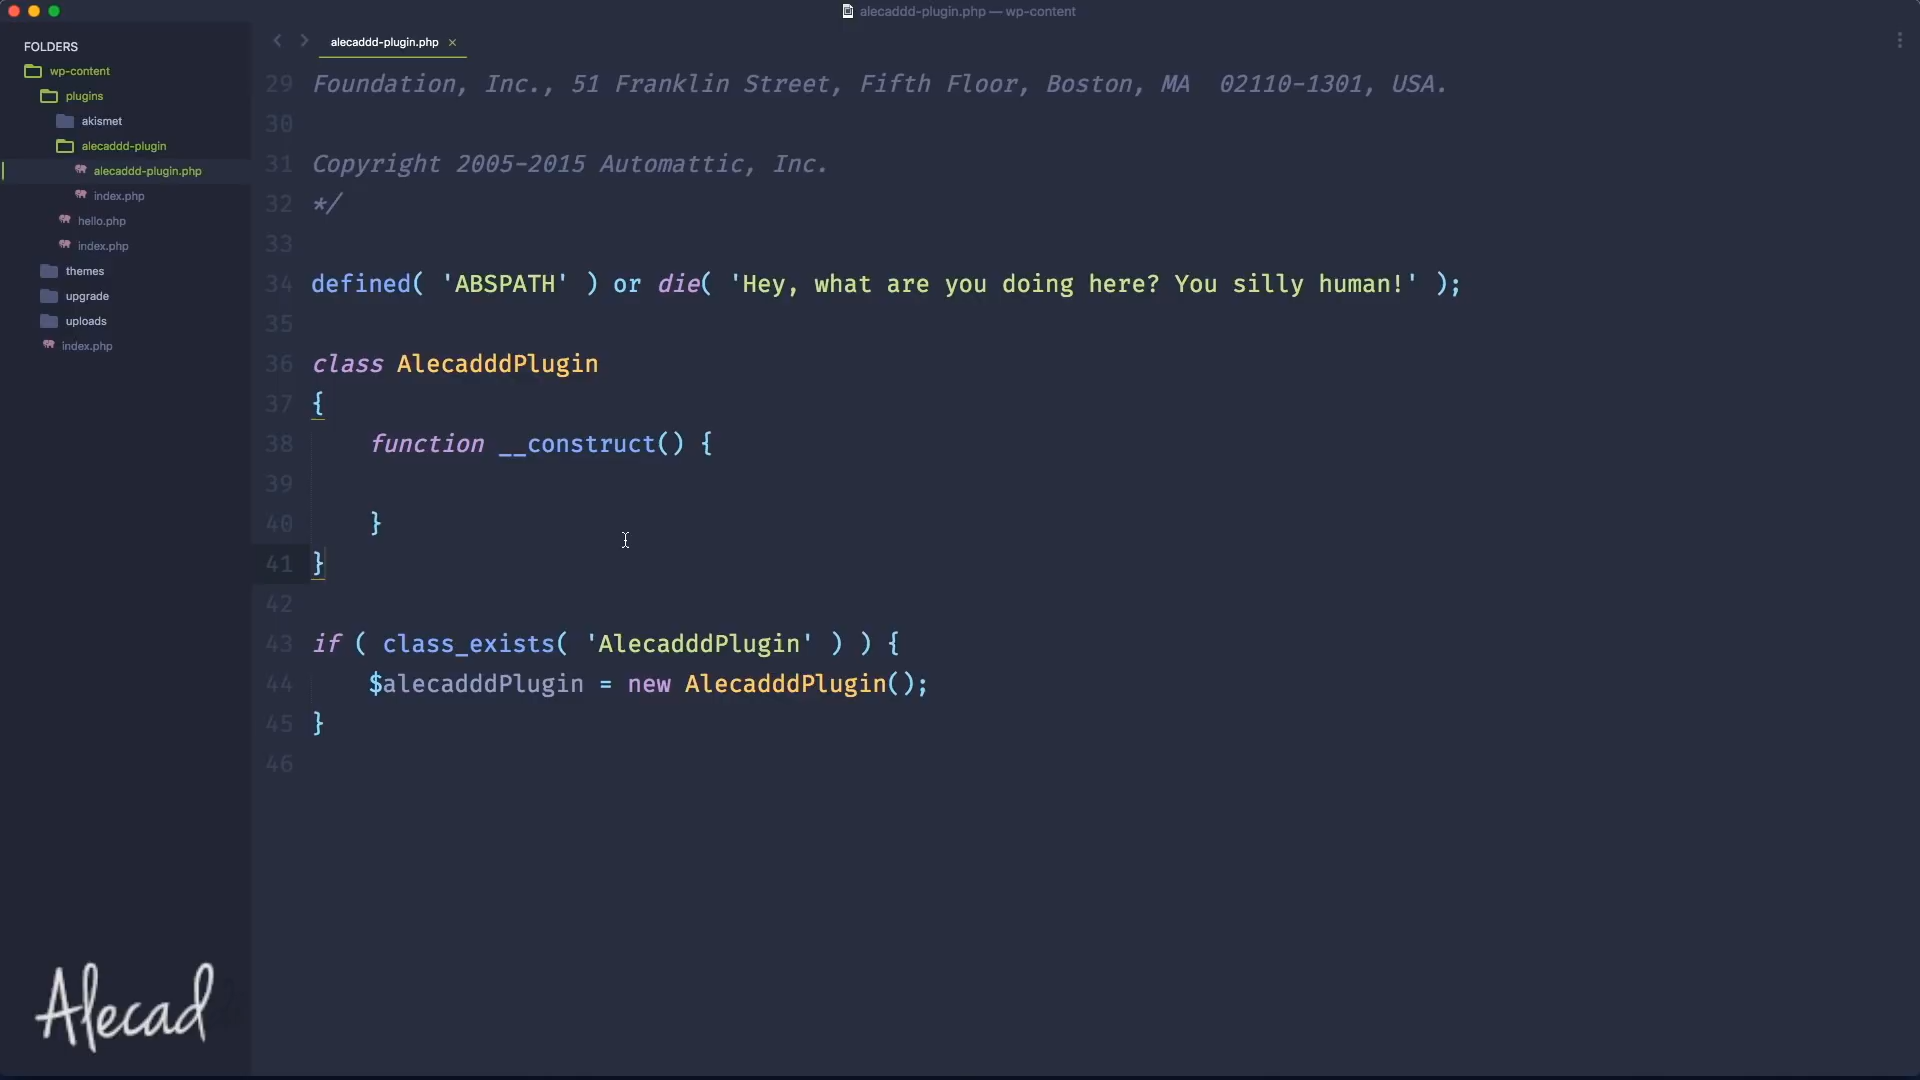 alecaddd-plugin.php — wp-content
FOLDERS
wp-content
plugins
akismet
alecaddd-plugin
alecaddd-plugin.php
index.php
hello.php
index.php
themes
upgrade
uploads
index.php
alecaddd-plugin.php ×
29 Foundation, Inc., 51 Franklin Street, Fifth Floor, Boston, MA  02110-1301, USA.
30
31 Copyright 2005-2015 Automattic, Inc.
32 */
33
34 defined( 'ABSPATH' ) or die( 'Hey, what are you doing here? You silly human!' );
35
36 class AlecadddPlugin
37 {
38     function __construct() {
39
40     }
41 }
42
43 if ( class_exists( 'AlecadddPlugin' ) ) {
44     $alecadddPlugin = new AlecadddPlugin();
45 }
46
Alecad